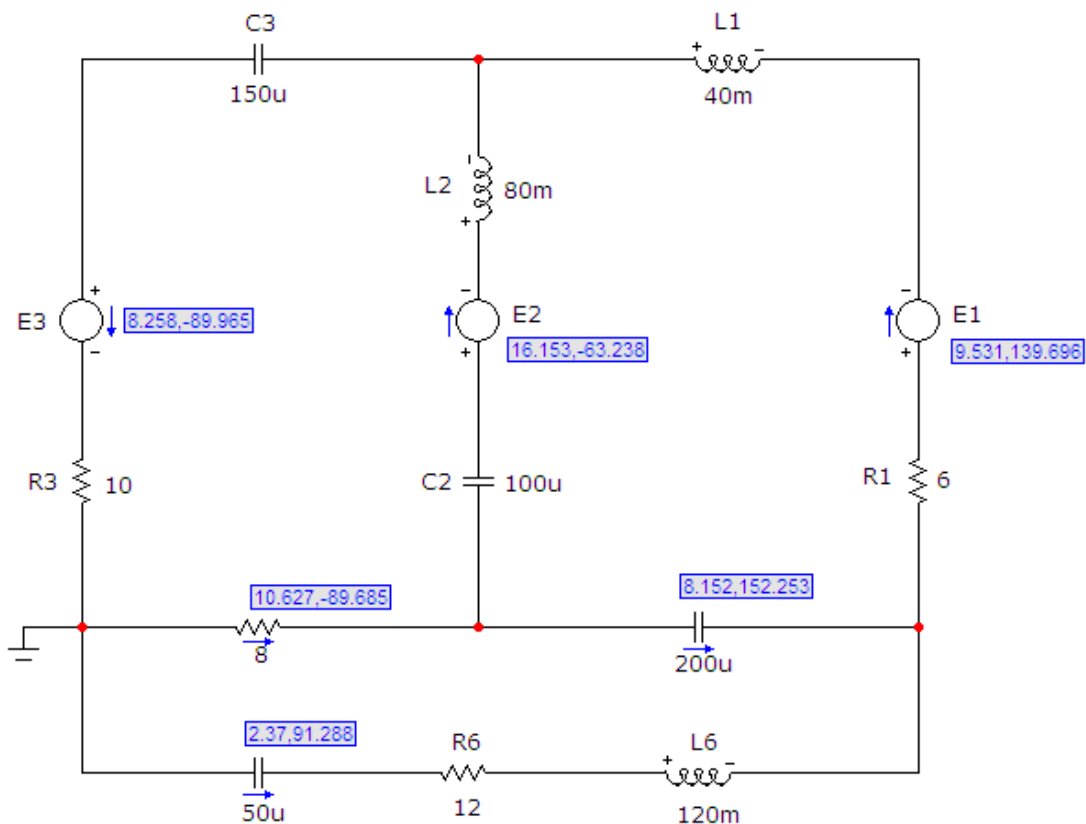 C3
L1
150u
40m
L2
80m
E3
8.258,-89.965
E2
16.153,-63.238
E1
9.531,139.696
R3
10
C2
100u
R1
6
10.627,-89.685
8.152,152.253
8
200u
2.37,91.288
R6
L6
50u
12
120m